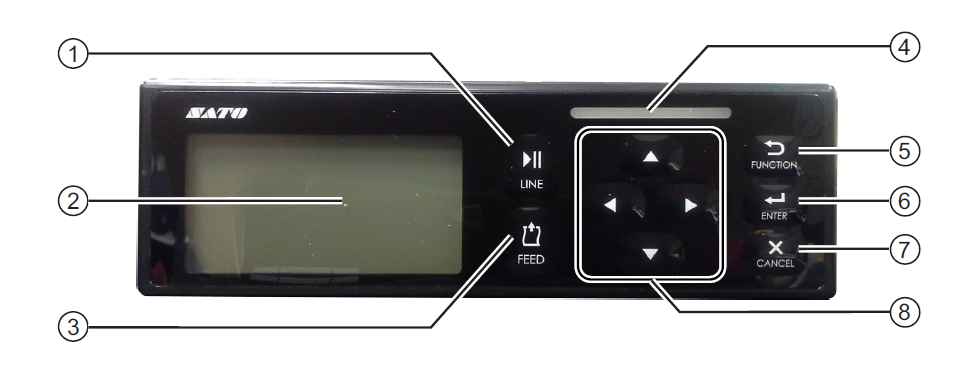 1
4
SATO
2
LINE
FUNCTION
5
ENTER
6
3
FEED
CANCEL
7
8